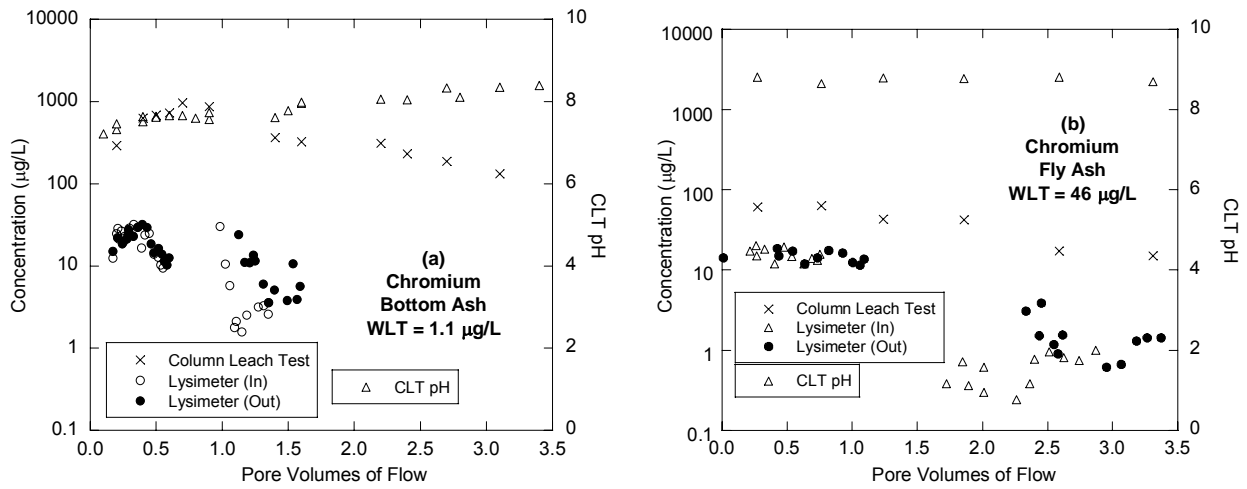 10000
1000
100
10
1
0.1
Concentration (µg/L)
10
8
6
4
2
0
CLT pH
(a)
Chromium
Bottom Ash
WLT = 1.1 µg/L
Column Leach Test
Lysimeter (In)
Lysimeter (Out)
CLT pH
0.0 0.5 1.0 1.5 2.0 2.5 3.0 3.5
Pore Volumes of Flow
10000
1000
100
10
1
0.1
Concentration (µg/L)
10
8
6
4
2
0
CLT pH
(b)
Chromium
Fly Ash
WLT = 46 µg/L
Column Leach Test
Lysimeter (In)
Lysimeter (Out)
CLT pH
0.0 0.5 1.0 1.5 2.0 2.5 3.0 3.5
Pore Volumes of Flow